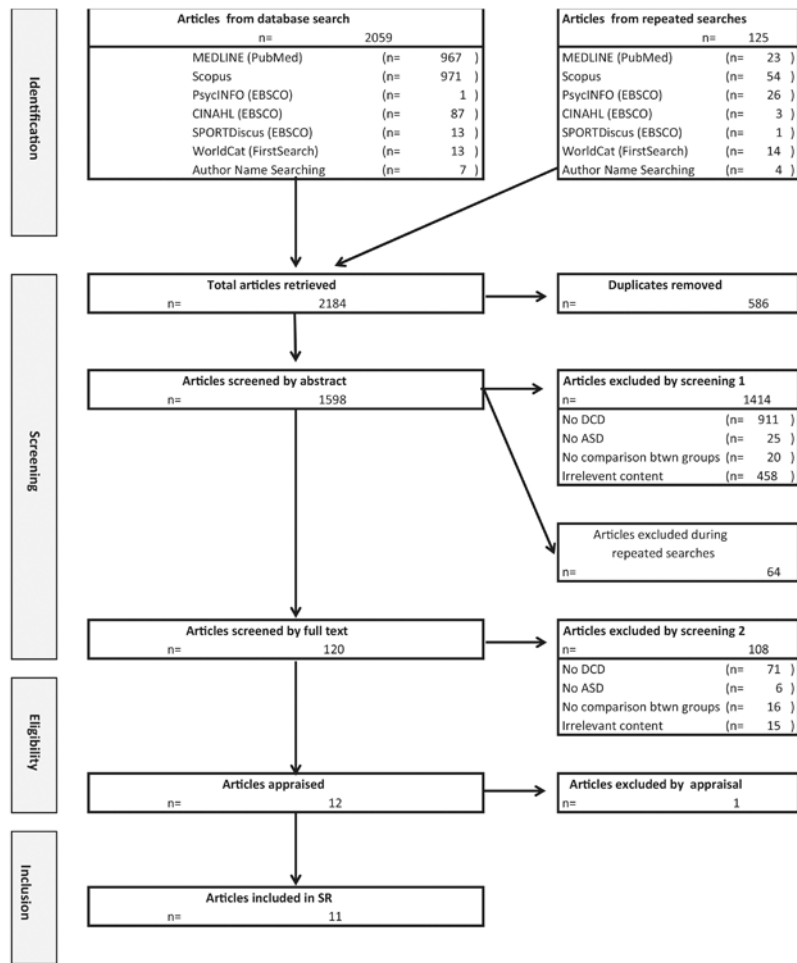 Identification
Articles from database search
n= 2059
MEDLINE (PubMed) (n= 967 )
Scopus (n= 971 )
PsycINFO (EBSCO) (n= 1 )
CINAHL (EBSCO) (n= 87 )
SPORTDiscus (EBSCO) (n= 13 )
WorldCat (FirstSearch) (n= 13 )
Author Name Searching (n= 7 )
Articles from repeated searches
n= 125
MEDLINE (PubMed) (n= 23 )
Scopus (n= 54 )
PsycINFO (EBSCO) (n= 26 )
CINAHL (EBSCO) (n= 3 )
SPORTDiscus (EBSCO) (n= 1 )
WorldCat (FirstSearch) (n= 14 )
Author Name Searching (n= 4 )
Screening
Total articles retrieved
n= 2184
Duplicates removed
n= 586
Articles screened by abstract
n= 1598
Articles excluded by screening 1
n= 1414
No DCD (n= 911 )
No ASD (n= 25 )
No comparison btwn groups (n= 20 )
Irrelevent content (n= 458 )
Articles excluded during
repeated searches
n= 64
Articles screened by full text
n= 120
Articles excluded by screening 2
n= 108
No DCD (n= 71 )
No ASD (n= 6 )
No comparison btwn groups (n= 16 )
Irrelevant content (n= 15 )
Eligibility
Articles appraised
n= 12
Articles excluded by appraisal
n= 1
Inclusion
Articles included in SR
n= 11